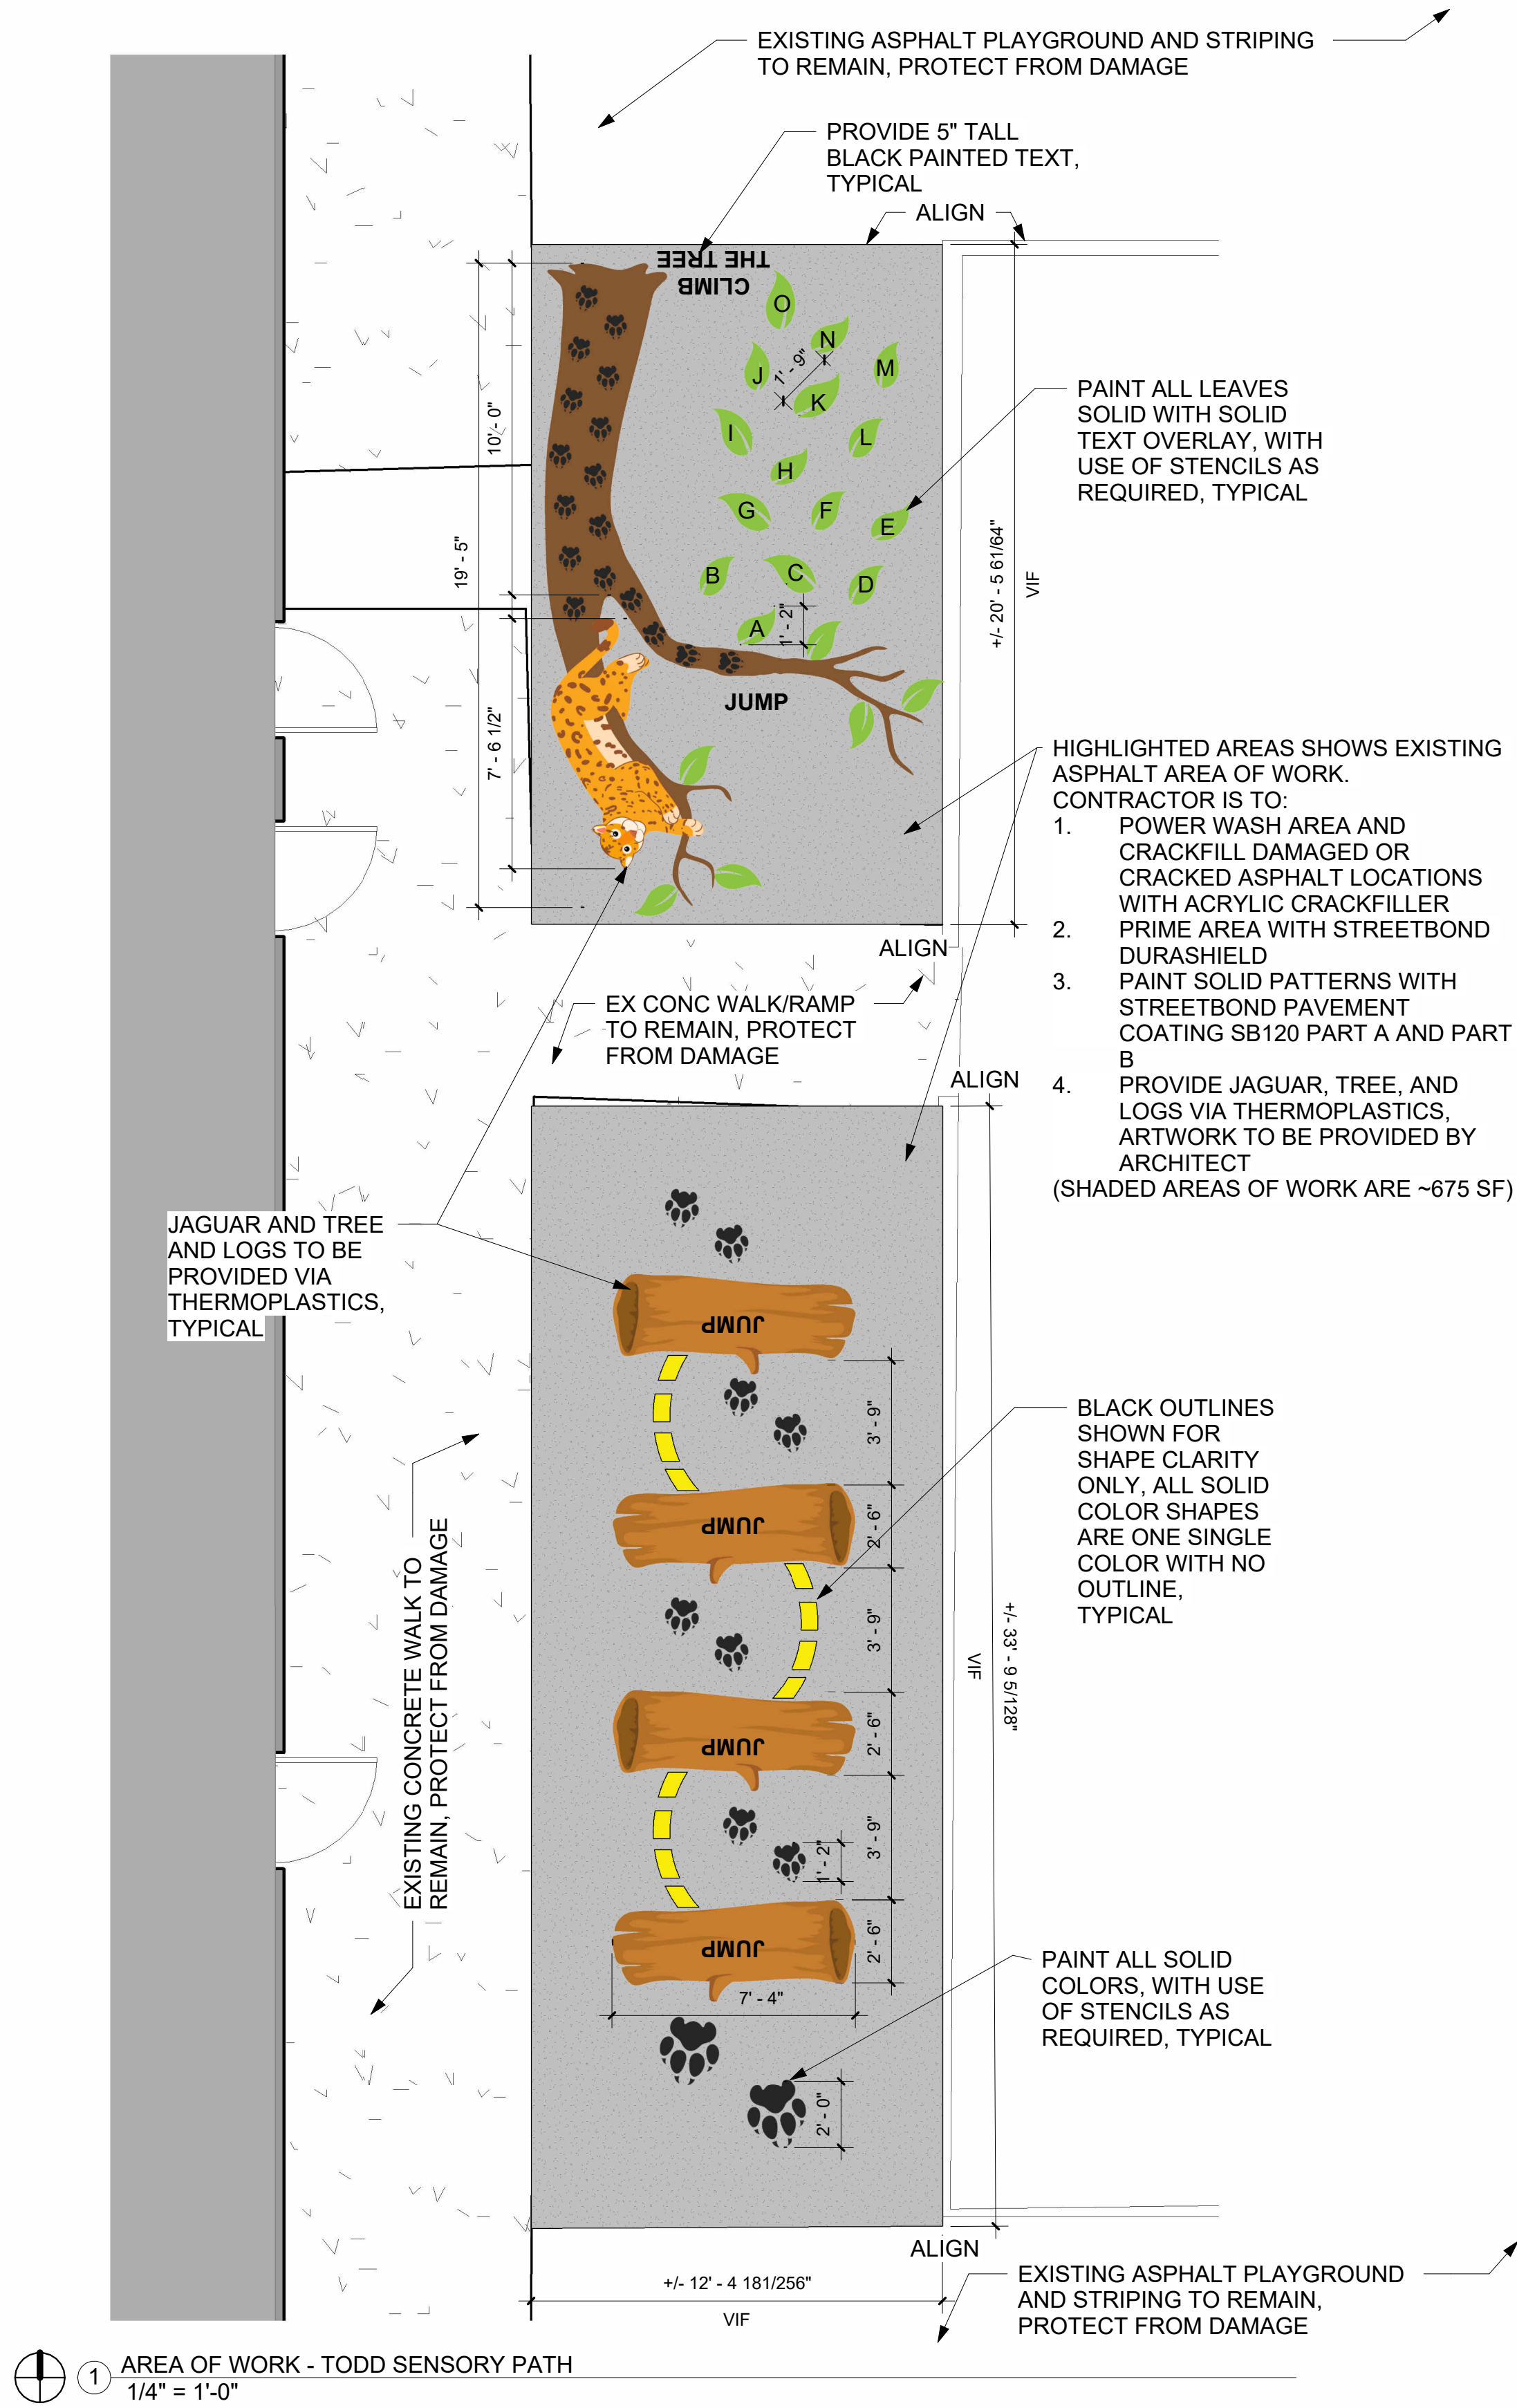 EXISTING ASPHALT PLAYGROUND AND STRIPING
TO REMAIN, PROTECT FROM DAMAGE
PROVIDE 5" TALL
BLACK PAINTED TEXT,
TYPICAL
ALIGN
CLIMB
THE TREE
O
N
J
1' - 9"
M
K
I
L
H
G
F
E
B
C
D
A
1' - 2"
JUMP
10' - 0"
19' - 5"
7' - 6 1/2"
+/- 20' - 5 61/64"
VIF
PAINT ALL LEAVES
SOLID WITH SOLID
TEXT OVERLAY, WITH
USE OF STENCILS AS
REQUIRED, TYPICAL
HIGHLIGHTED AREAS SHOWS EXISTING
ASPHALT AREA OF WORK.
CONTRACTOR IS TO:
1. POWER WASH AREA AND
CRACKFILL DAMAGED OR
CRACKED ASPHALT LOCATIONS
WITH ACRYLIC CRACKFILLER
2. PRIME AREA WITH STREETBOND
DURASHIELD
3. PAINT SOLID PATTERNS WITH
STREETBOND PAVEMENT
COATING SB120 PART A AND PART
B
4. PROVIDE JAGUAR, TREE, AND
LOGS VIA THERMOPLASTICS,
ARTWORK TO BE PROVIDED BY
ARCHITECT
(SHADED AREAS OF WORK ARE ~675 SF)
ALIGN
EX CONC WALK/RAMP
TO REMAIN, PROTECT
FROM DAMAGE
ALIGN
JAGUAR AND TREE
AND LOGS TO BE
PROVIDED VIA
THERMOPLASTICS,
TYPICAL
JUMP
3' - 9"
JUMP
2' - 6"
3' - 9"
JUMP
2' - 6"
3' - 9"
1' - 2"
JUMP
2' - 6"
7' - 4"
2' - 0"
+/- 33' - 9 5/128"
VIF
BLACK OUTLINES
SHOWN FOR
SHAPE CLARITY
ONLY, ALL SOLID
COLOR SHAPES
ARE ONE SINGLE
COLOR WITH NO
OUTLINE,
TYPICAL
EXISTING CONCRETE WALK TO
REMAIN, PROTECT FROM DAMAGE
PAINT ALL SOLID
COLORS, WITH USE
OF STENCILS AS
REQUIRED, TYPICAL
ALIGN
+/- 12' - 4 181/256"
VIF
EXISTING ASPHALT PLAYGROUND
AND STRIPING TO REMAIN,
PROTECT FROM DAMAGE
1 AREA OF WORK - TODD SENSORY PATH
1/4" = 1'-0"